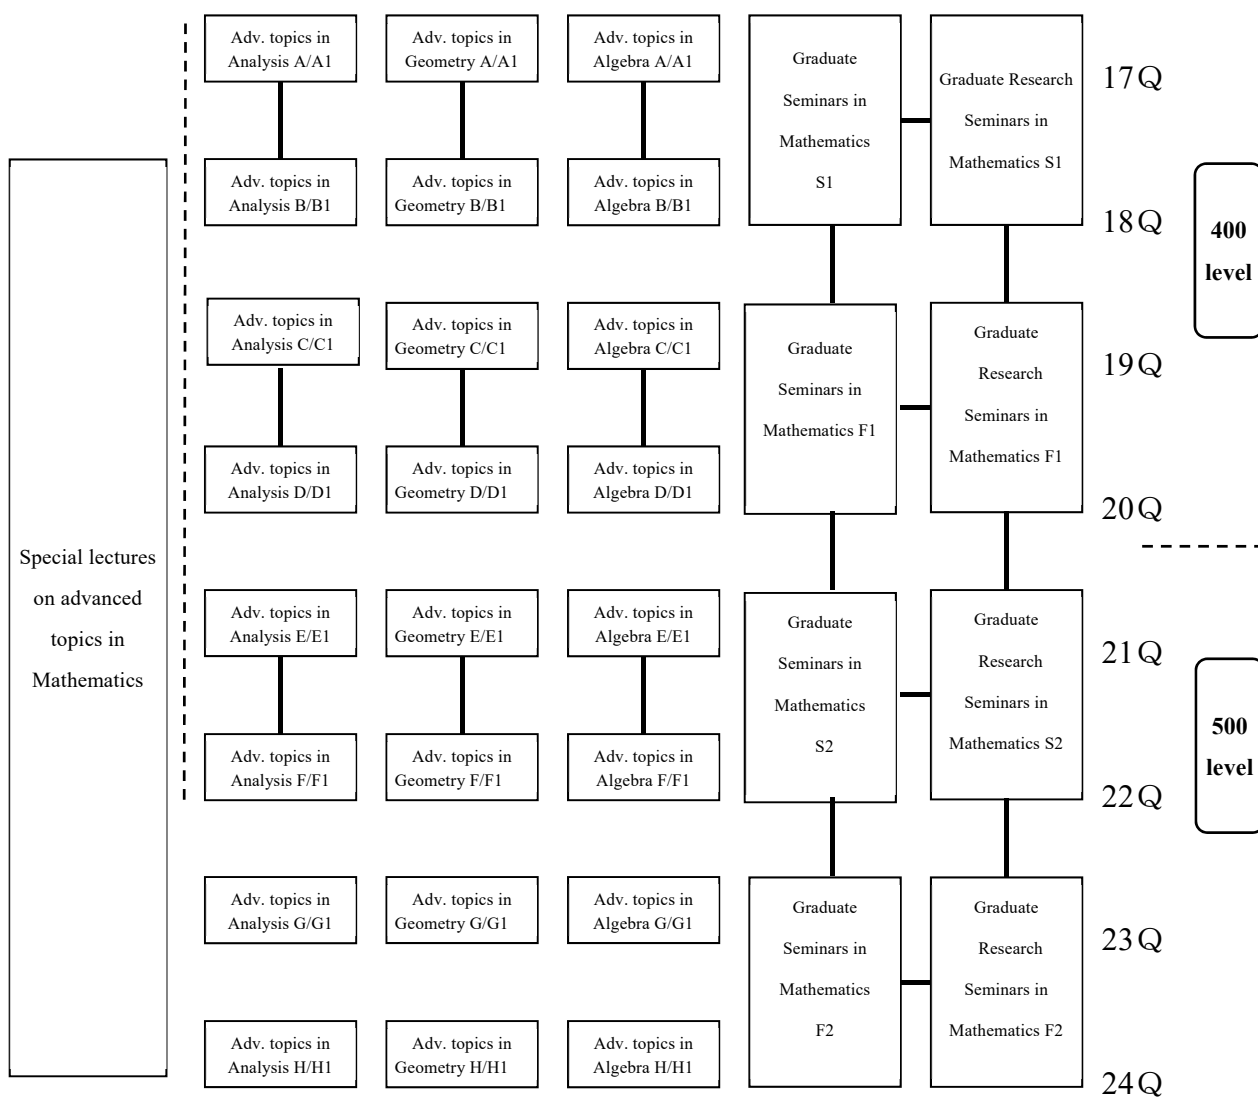 Adv. topics in
Analysis A/A1
Adv. topics in
Geometry A/A1
Adv. topics in
Algebra A/A1
Graduate
Seminars in
Mathematics
S1
Graduate Research
Seminars in
Mathematics S1
17Q
Adv. topics in
Analysis B/B1
Adv. topics in
Geometry B/B1
Adv. topics in
Algebra B/B1
18Q
400
level
Adv. topics in
Analysis C/C1
Adv. topics in
Geometry C/C1
Adv. topics in
Algebra C/C1
Graduate
Seminars in
Mathematics F1
Graduate
Research
Seminars in
Mathematics F1
19Q
Adv. topics in
Analysis D/D1
Adv. topics in
Geometry D/D1
Adv. topics in
Algebra D/D1
20Q
Special lectures
on advanced
topics in
Mathematics
Adv. topics in
Analysis E/E1
Adv. topics in
Geometry E/E1
Adv. topics in
Algebra E/E1
Graduate
Seminars in
Mathematics
S2
Graduate
Research
Seminars in
Mathematics S2
21Q
500
level
Adv. topics in
Analysis F/F1
Adv. topics in
Geometry F/F1
Adv. topics in
Algebra F/F1
22Q
Adv. topics in
Analysis G/G1
Adv. topics in
Geometry G/G1
Adv. topics in
Algebra G/G1
Graduate
Seminars in
Mathematics
F2
Graduate
Research
Seminars in
Mathematics F2
23Q
Adv. topics in
Analysis H/H1
Adv. topics in
Geometry H/H1
Adv. topics in
Algebra H/H1
24Q